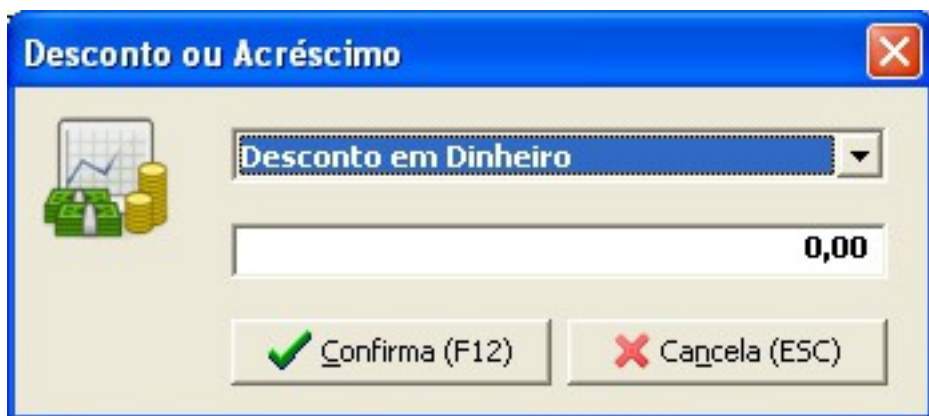 Desconto ou Acréscimo
Desconto em Dinheiro
0,00
Confirma (F12)
Cancela (ESC)